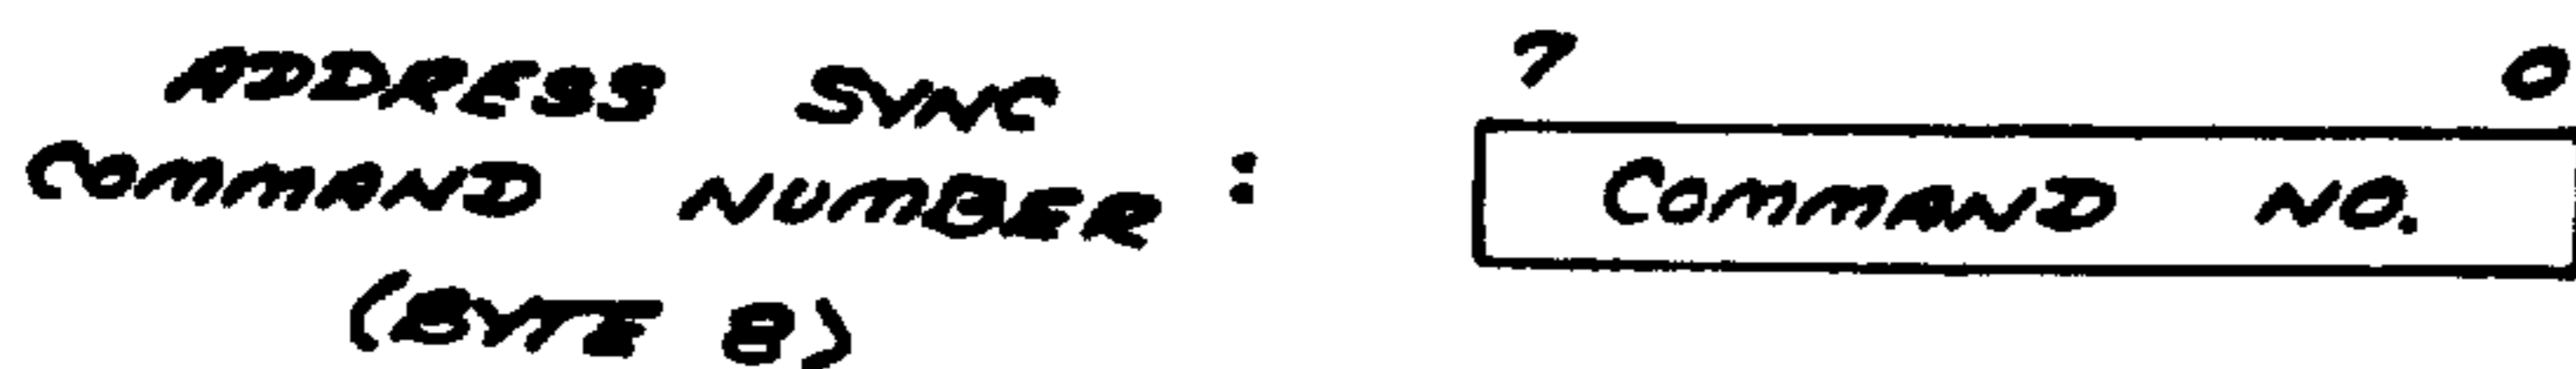 ADDRESS SYNC
COMMAND NUMBER:
(BYTE 8)
7 0
COMMAND NO.